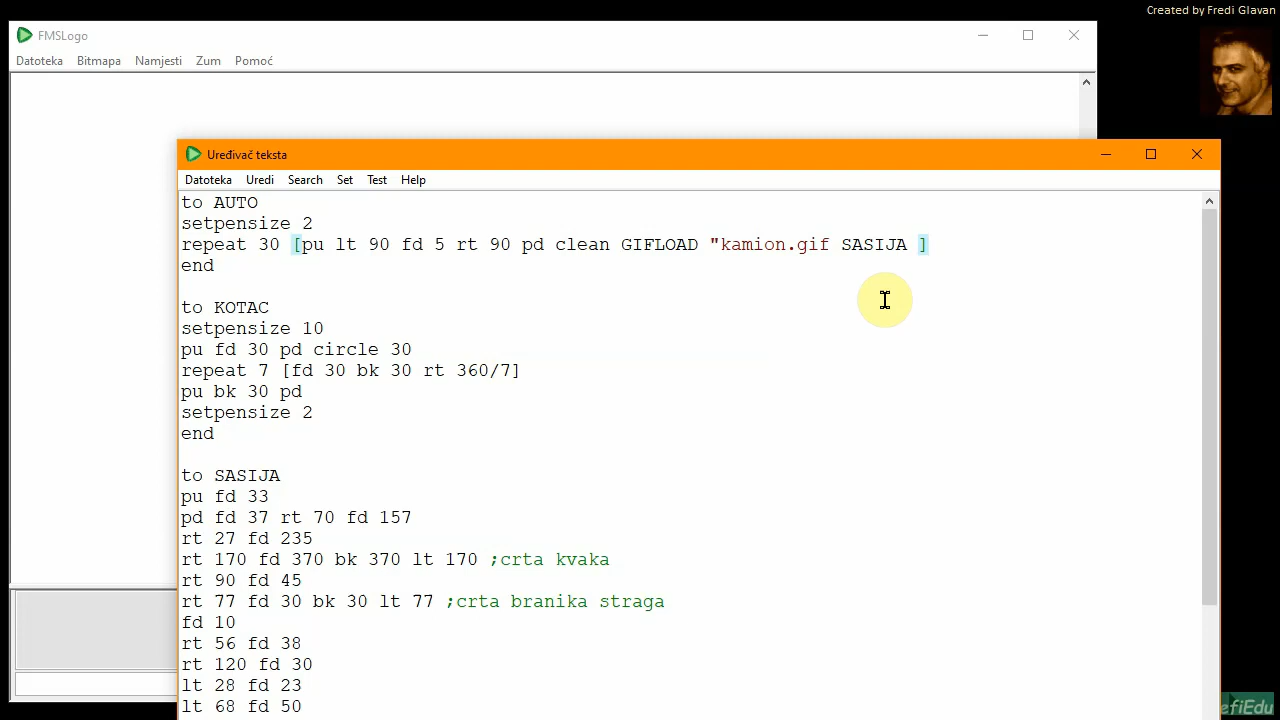 Created by Fredi Glavan
FMSLogo
Datoteka Bitmapa Namjesti Zum Pomoć
Uređivač teksta
Datoteka Uredi Search Set Test Help
to AUTO
setpensize 2
repeat 30 [pu lt 90 fd 5 rt 90 pd clean GIFLOAD "kamion.gif SASIJA ]
end
to KOTAC
setpensize 10
pu fd 30 pd circle 30
repeat 7 [fd 30 bk 30 rt 360/7]
pu bk 30 pd
setpensize 2
end
to SASIJA
pu fd 33
pd fd 37 rt 70 fd 157
rt 27 fd 235
rt 170 fd 370 bk 370 lt 170 ;crta kvaka
rt 90 fd 45
rt 77 fd 30 bk 30 lt 77 ;crta branika straga
fd 10
rt 56 fd 38
rt 120 fd 30
lt 28 fd 23
lt 68 fd 50
efiEdu